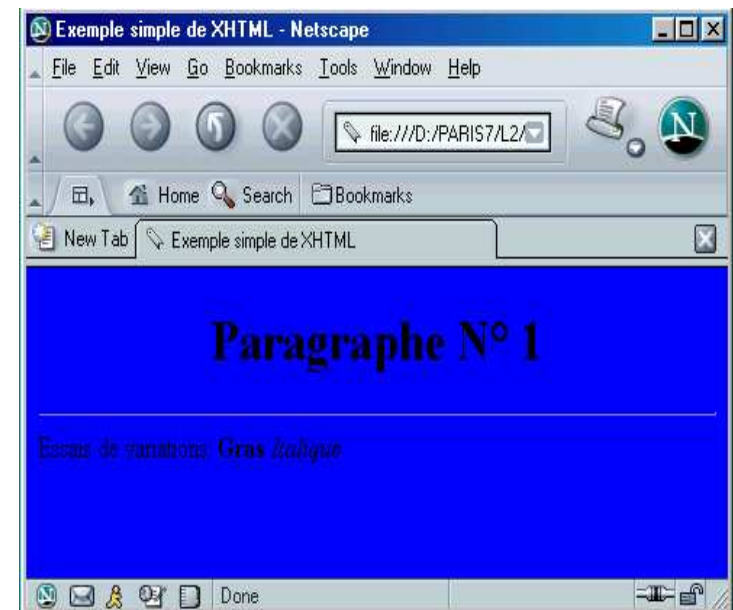 Exemple simple de XHTML - Netscape
File Edit View Go Bookmarks Tools Window Help
file:///D:/PARIS7/L2/
N
Home Search Bookmarks
New Tab Exemple simple de XHTML
Paragraphe N° 1
Essais de variations: Gras Italique
Done